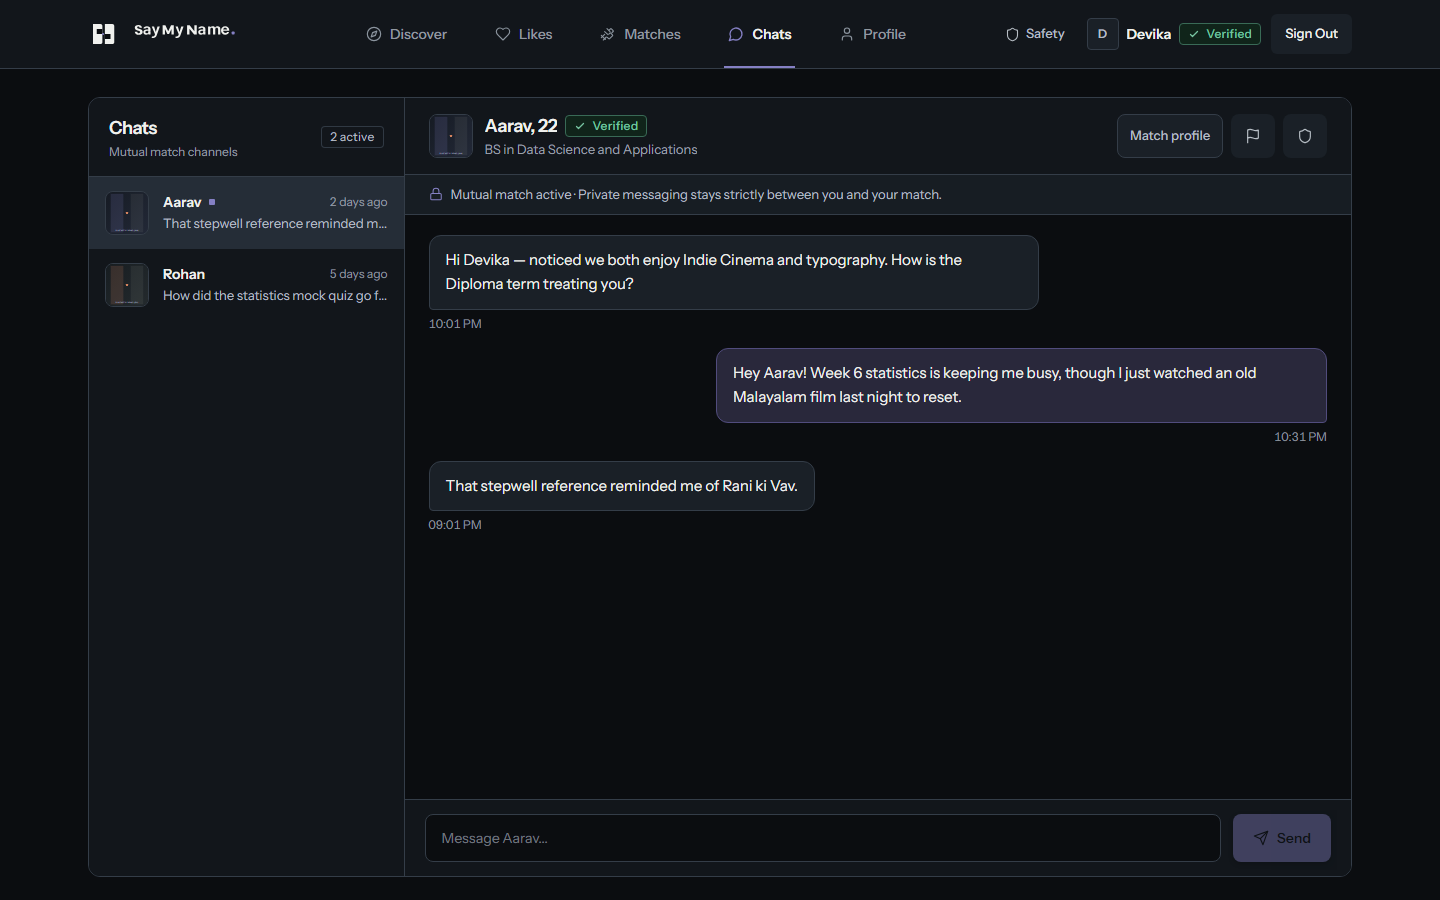 Say My Name.
Discover
Likes
Matches
Chats
Profile
Safety
D
Devika
Verified
Sign Out
Chats
Mutual match channels
2 active
Aarav
2 days ago
That stepwell reference reminded m...
Rohan
5 days ago
How did the statistics mock quiz go f...
Aarav, 22
Verified
BS in Data Science and Applications
Match profile
Mutual match active · Private messaging stays strictly between you and your match.
Hi Devika — noticed we both enjoy Indie Cinema and typography. How is the
Diploma term treating you?
10:01 PM
Hey Aarav! Week 6 statistics is keeping me busy, though I just watched an old
Malayalam film last night to reset.
10:31 PM
That stepwell reference reminded me of Rani ki Vav.
09:01 PM
Message Aarav...
Send